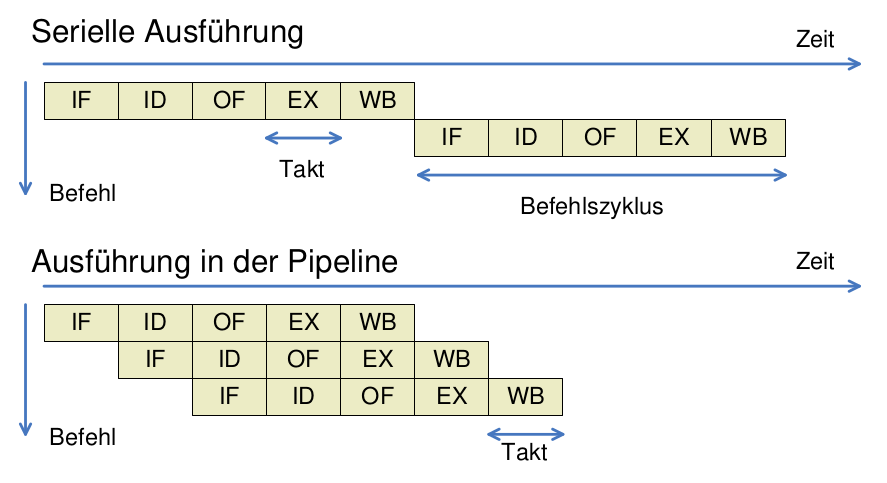 Serielle Ausführung
Zeit
IF ID OF EX WB
IF ID OF EX WB
Takt
Befehl
Befehlszyklus
Ausführung in der Pipeline
Zeit
IF ID OF EX WB
IF ID OF EX WB
IF ID OF EX WB
Befehl
Takt